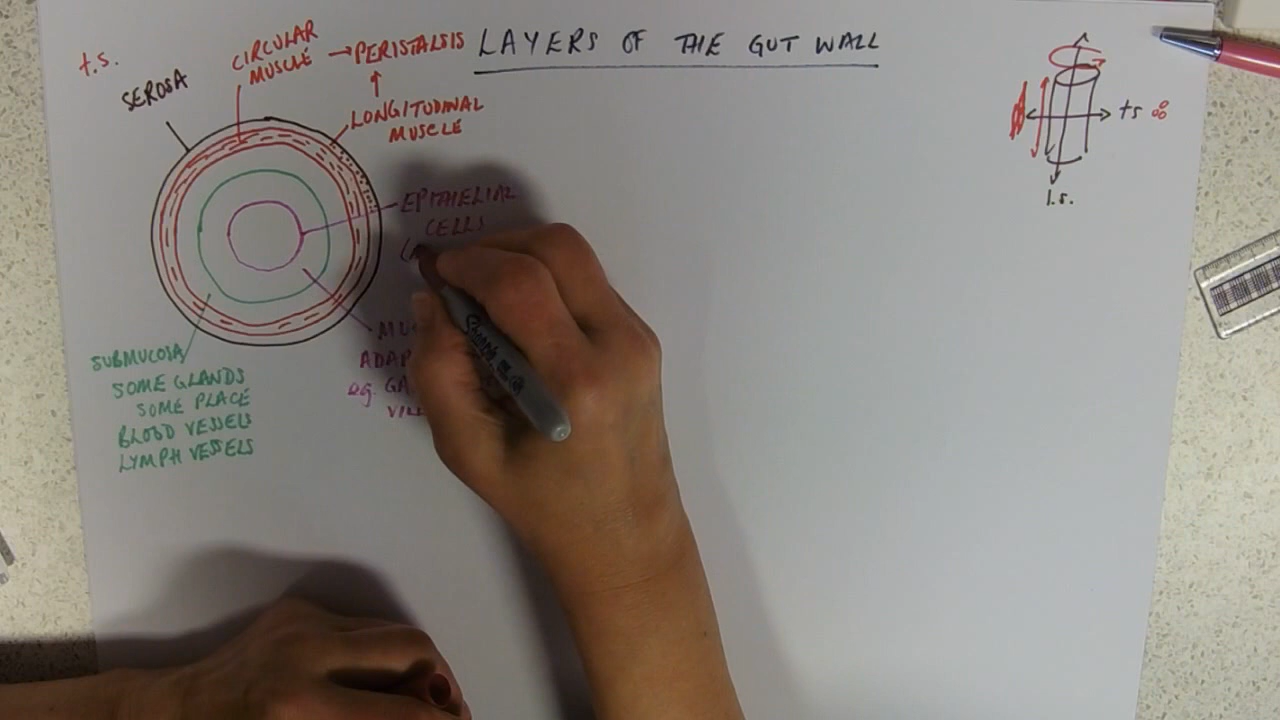 LAYERS OF THE GUT WALL
t.s.
SEROSA
CIRCULAR
MUSCLE
→PERISTALSIS
LONGITUDINAL
MUSCLE
EPITHELIAL
CELLS
SUBMUCOSA
SOME GLANDS
SOME PLACE
BLOOD VESSELS
LYMPH VESSELS
eg.
ts
l.s.